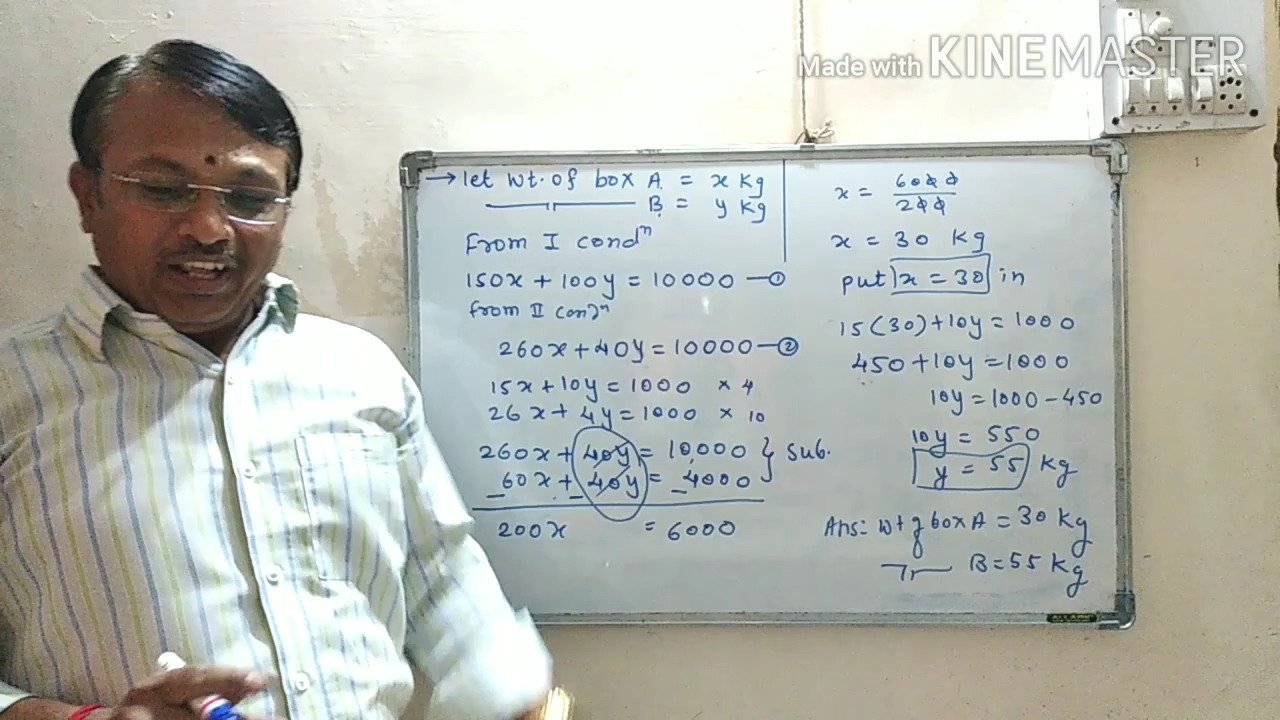 Made with KINEMASTER
→ let wt. of box A = x Kg
B = y Kg
From I condⁿ
150x + 100y = 10000 —①
from II condⁿ
260x + 40y = 10000 —②
15x + 10y = 1000 × 4
26x + 4y = 1000 × 10
260x + 40y = 10,000 } Sub.
_60x + _40y = _4000
200x = 6000
x = 6000/200
x = 30 Kg
put x = 30 in
15(30) + 10y = 1000
450 + 10y = 1000
10y = 1000 - 450
10y = 550
y = 55 Kg
Ans: wt of box A = 30 Kg
B = 55 Kg